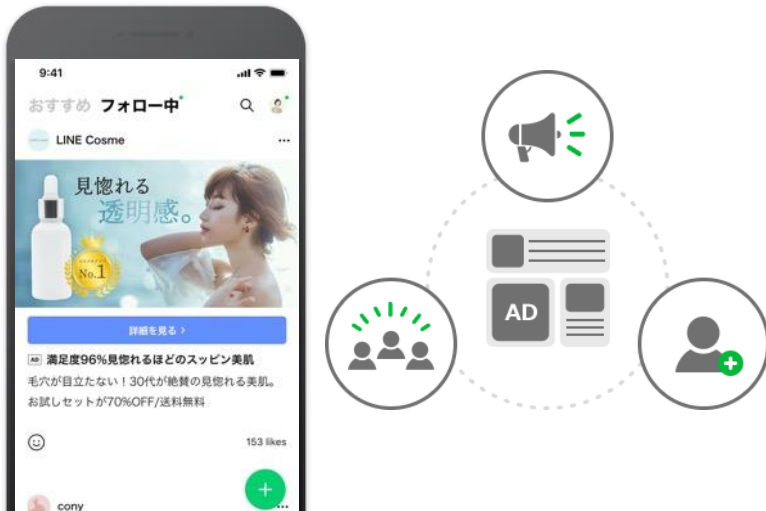 9:41
おすすめ フォロー中
LINE Cosme
見惚れる
透明感。
No.1
詳細を見る >
AD 満足度96%見惚れるほどのスッピン美肌
毛穴が目立たない！30代が絶賛の見惚れる美肌。
お試しセットが70%OFF/送料無料
153 likes
cony
AD